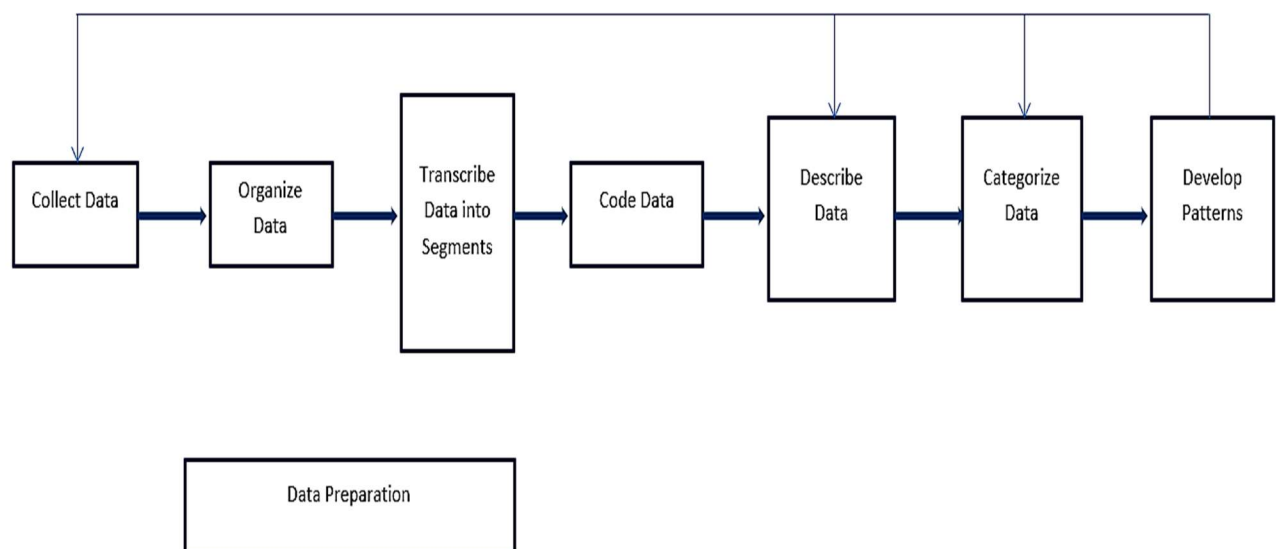 Collect Data
Organize
Data
Transcribe
Data into
Segments
Code Data
Describe
Data
Categorize
Data
Develop
Patterns
Data Preparation